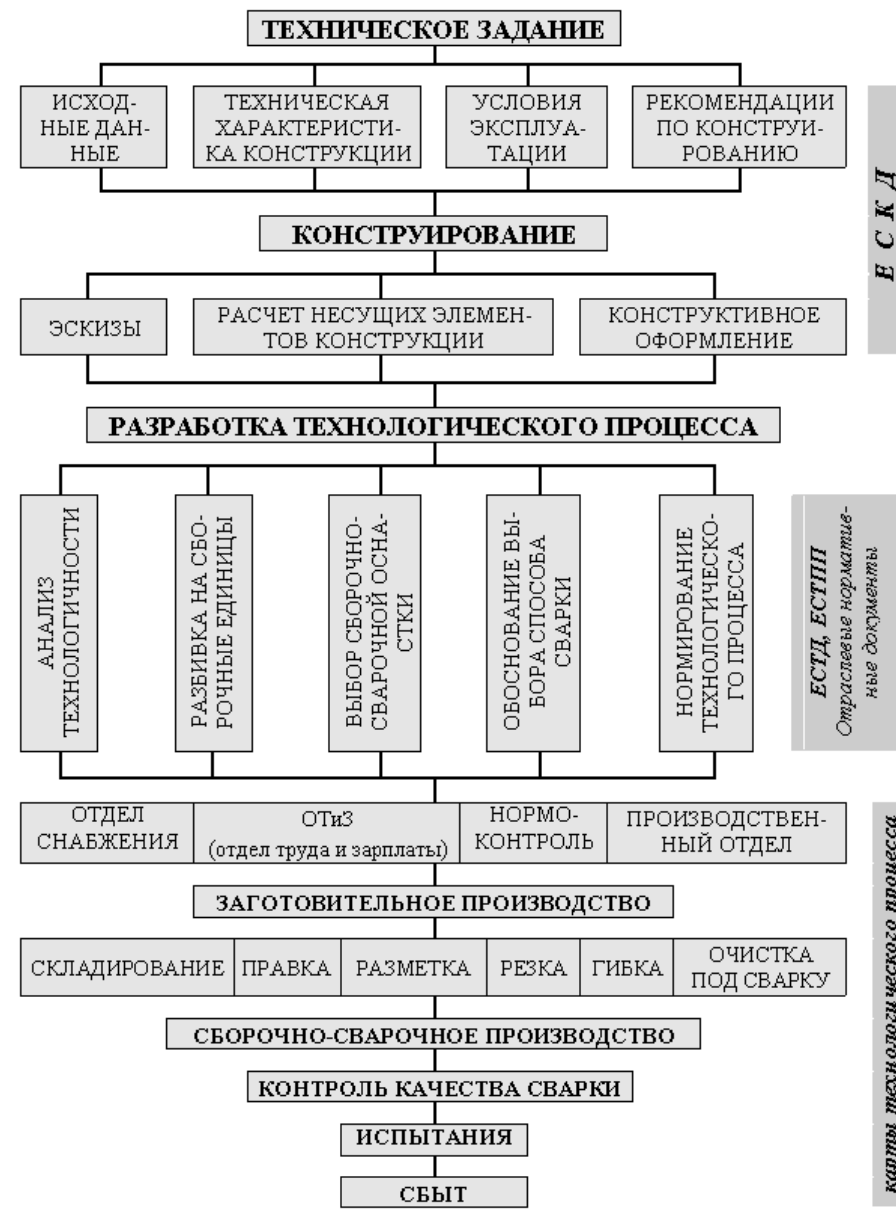 ТЕХНИЧЕСКОЕ ЗАДАНИЕ
ИСХОД-
НЫЕ ДАН-
НЫЕ
ТЕХНИЧЕСКАЯ
ХАРАКТЕРИСТИ-
КА КОНСТРУКЦИИ
УСЛОВИЯ
ЭКСПЛУА-
ТАЦИИ
РЕКОМЕНДАЦИИ
ПО КОНСТРУИ-
РОВАНИЮ
Е С К Д
КОНСТРУИРОВАНИЕ
ЭСКИЗЫ
РАСЧЕТ НЕСУЩИХ ЭЛЕМЕН-
ТОВ КОНСТРУКЦИИ
КОНСТРУКТИВНОЕ
ОФОРМЛЕНИЕ
РАЗРАБОТКА ТЕХНОЛОГИЧЕСКОГО ПРОЦЕССА
АНАЛИЗ
ТЕХНОЛОГИЧНОСТИ
РАЗБИВКА НА СБО-
РОЧНЫЕ ЕДИНИЦЫ
ВЫБОР СБОРОЧНО-
СВАРОЧНОЙ ОСНА-
СТКИ
ОБОСНОВАНИЕ ВЫ-
БОРА СПОСОБА
СВАРКИ
НОРМИРОВАНИЕ
ТЕХНОЛОГИЧЕСКО-
ГО ПРОЦЕССА
ЕСТД, ЕСТПП
Отраслевые норматив-
ные документы
ОТДЕЛ
СНАБЖЕНИЯ
ОТиЗ
(отдел труда и зарплаты)
НОРМО-
КОНТРОЛЬ
ПРОИЗВОДСТВЕН-
НЫЙ ОТДЕЛ
ЗАГОТОВИТЕЛЬНОЕ ПРОИЗВОДСТВО
СКЛАДИРОВАНИЕ
ПРАВКА
РАЗМЕТКА
РЕЗКА
ГИБКА
ОЧИСТКА
ПОД СВАРКУ
СБОРОЧНО-СВАРОЧНОЕ ПРОИЗВОДСТВО
КОНТРОЛЬ КАЧЕСТВА СВАРКИ
ИСПЫТАНИЯ
СБЫТ
карты технологического процесса